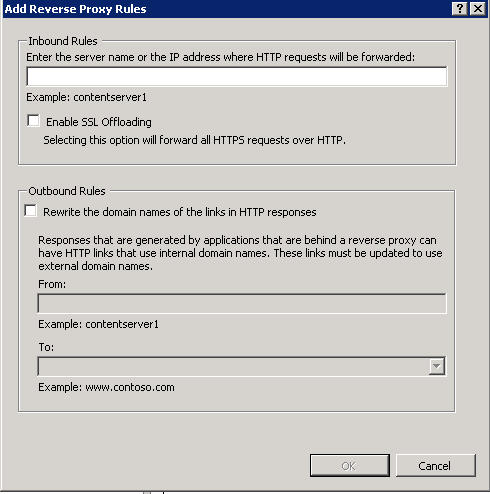 Add Reverse Proxy Rules
Inbound Rules
Enter the server name or the IP address where HTTP requests will be forwarded:
Example: contentserver1
Enable SSL Offloading
Selecting this option will forward all HTTPS requests over HTTP.
Outbound Rules
Rewrite the domain names of the links in HTTP responses
Responses that are generated by applications that are behind a reverse proxy can
have HTTP links that use internal domain names. These links must be updated to use
external domain names.
From:
Example: contentserver1
To:
Example: www.contoso.com
OK
Cancel